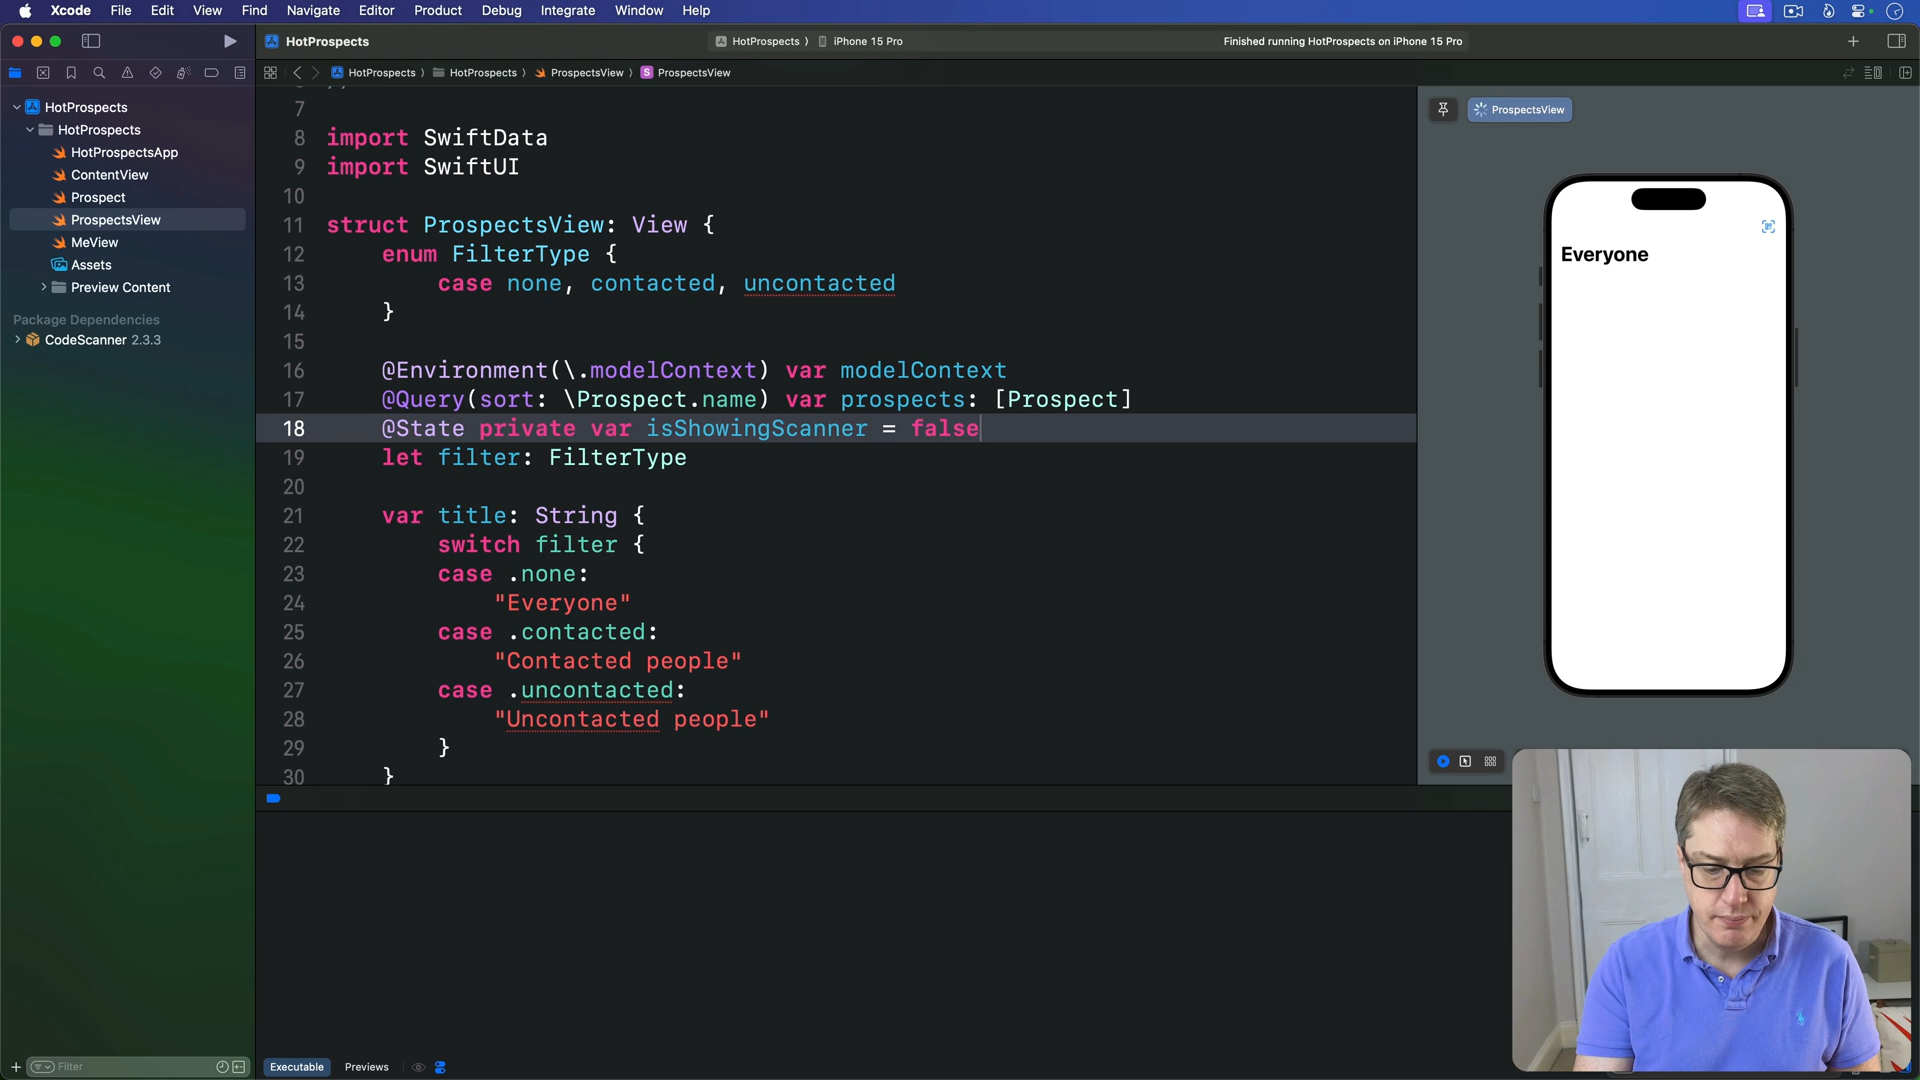 Xcode File Edit View Find Navigate Editor Product Debug Integrate Window Help
HotProspects
HotProspects
iPhone 15 Pro
Finished running HotProspects on iPhone 15 Pro
HotProspects
HotProspects
ProspectsView
S ProspectsView
HotProspects
HotProspects
HotProspectsApp
ContentView
Prospect
ProspectsView
MeView
Assets
Preview Content
Package Dependencies
CodeScanner 2.3.3
Filter
7
8 import SwiftData
9 import SwiftUI
10
11 struct ProspectsView: View {
12 enum FilterType {
13 case none, contacted, uncontacted
14 }
15
16 @Environment(\.modelContext) var modelContext
17 @Query(sort: \Prospect.name) var prospects: [Prospect]
18 @State private var isShowingScanner = false
19 let filter: FilterType
20
21 var title: String {
22 switch filter {
23 case .none:
24 "Everyone"
25 case .contacted:
26 "Contacted people"
27 case .uncontacted:
28 "Uncontacted people"
29 }
30 }
ProspectsView
Everyone
Executable
Previews